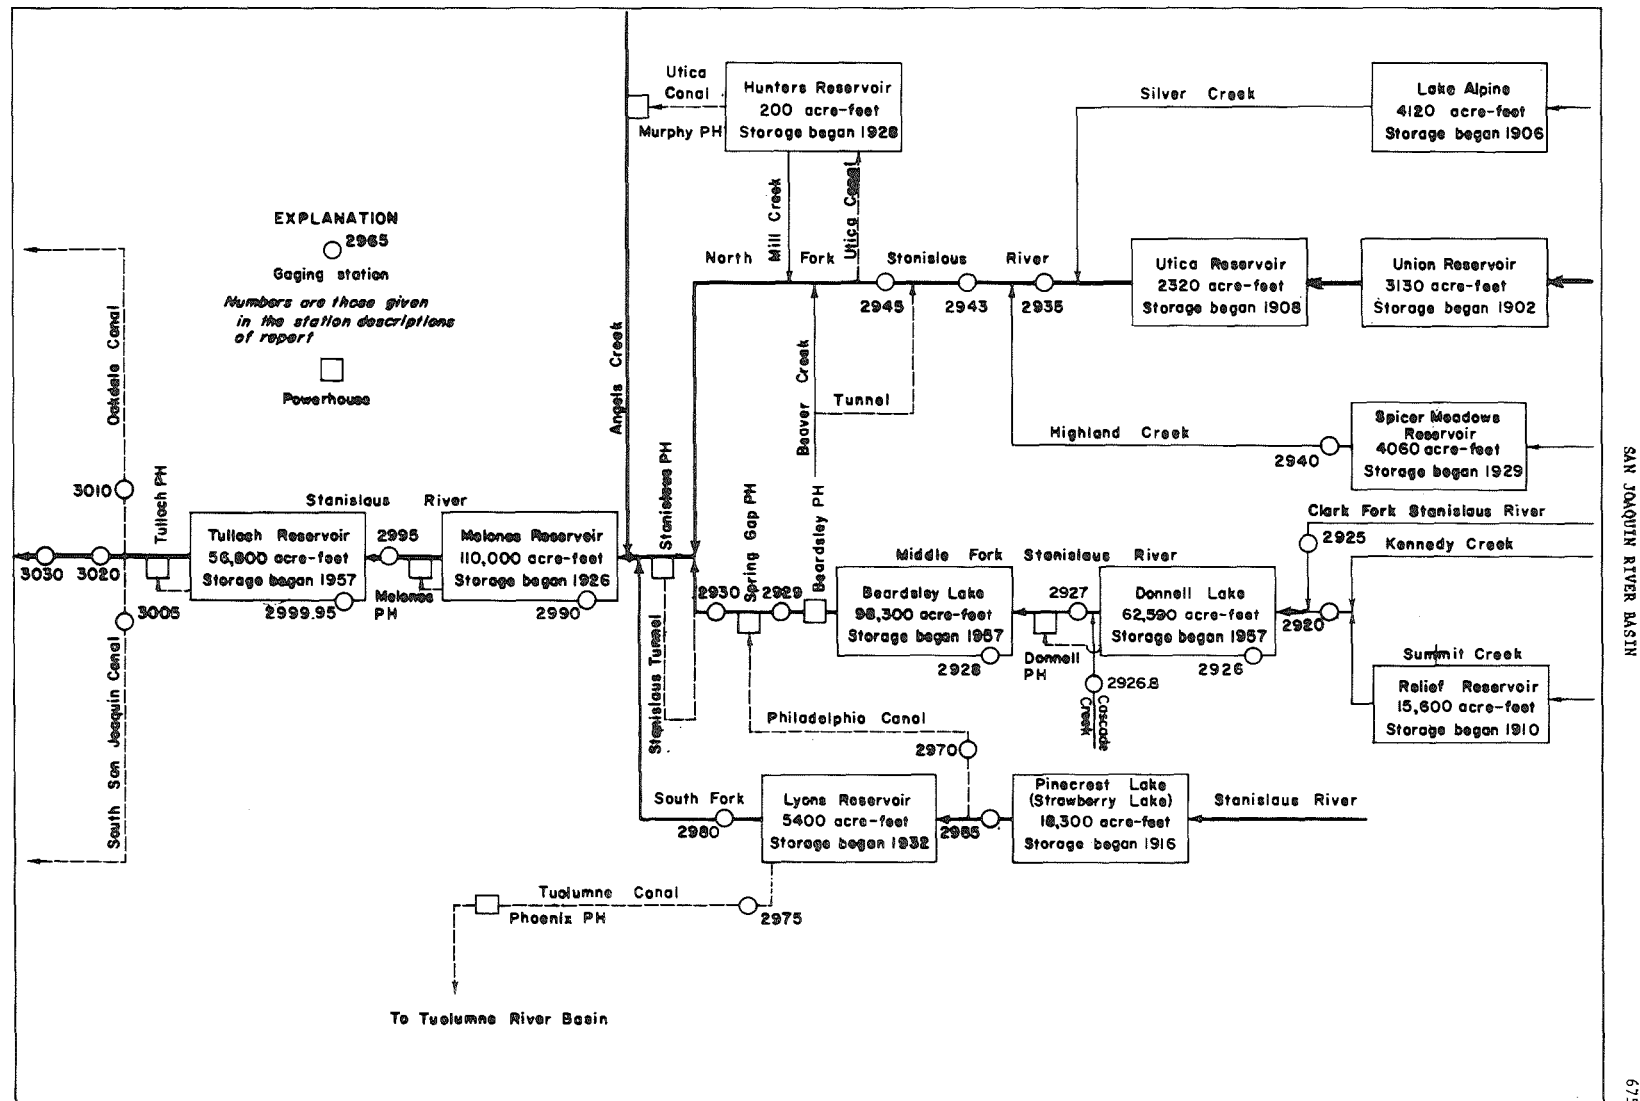 Utica
Canal
Murphy PH
Hunters Reservoir
200 acre-feet
Storage began 1928
Silver Creek
Lake Alpine
4120 acre-feet
Storage began 1906
EXPLANATION
2965
Gaging station
Numbers are those given
in the station descriptions
of report
Powerhouse
Mill Creek
Utica Canal
North Fork Stanislaus River
2945
2943
2935
Utica Reservoir
2320 acre-feet
Storage began 1908
Union Reservoir
3130 acre-feet
Storage began 1902
Oakdale Canal
Angels Creek
Beaver Creek
Tunnel
Highland Creek
2940
Spicer Meadows
Reservoir
4060 acre-feet
Storage began 1929
SAN JOAQUIN RIVER BASIN
3010
Tulloch PH
Stanislaus River
Stanislaus PH
Spring Gap PH
Beardsley PH
Clark Fork Stanislaus River
2925
Kennedy Creek
3030
3020
3005
Tulloch Reservoir
56,800 acre-feet
Storage began 1957
2999.95
2995
Melones
PH
Melones Reservoir
110,000 acre-feet
Storage began 1926
2990
Middle Fork Stanislaus River
2930
2929
Beardsley Lake
98,300 acre-feet
Storage began 1957
2928
2927
Donnell
PH
Donnell Lake
62,590 acre-feet
Storage began 1957
2926
2920
2926.8
Cascade
Creek
Summit Creek
Relief Reservoir
15,600 acre-feet
Storage began 1910
South San Joaquin Canal
Stanislaus Tunnel
Philadelphia Canal
2970
South Fork
2980
Lyons Reservoir
5400 acre-feet
Storage began 1932
2965
Pinecrest Lake
(Strawberry Lake)
18,300 acre-feet
Storage began 1916
Stanislaus River
Tuolumne Canal
Phoenix PH
2975
To Tuolumne River Basin